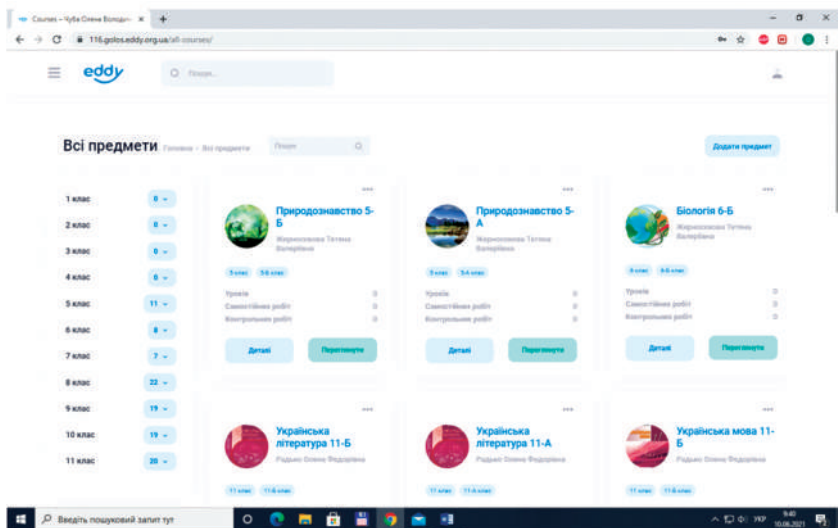 Courses – Чуба Олена Володи
116.golos.eddy.org.ua/all-courses/
eddy
Пошук...
Всі предмети
Головна - Всі предмети
Пошук
Додати предмет
1 клас 0
2 клас 0
3 клас 0
4 клас 0
5 клас 11
6 клас 8
7 клас 7
8 клас 22
9 клас 19
10 клас 19
11 клас 20
Природознавство 5-
Б
Тетяна
Валеріївна
5 клас 5-Б клас
Уроків 0
Самостійних робіт 0
Контрольних робіт 0
Деталі Переглянути
Природознавство 5-
А
Тетяна
Валеріївна
5 клас 5-А клас
Уроків 0
Самостійних робіт 0
Контрольних робіт 0
Деталі Переглянути
Біологія 6-Б
Тетяна
Валеріївна
6 клас 6-Б клас
Уроків 0
Самостійних робіт 0
Контрольних робіт 0
Деталі Переглянути
Українська
література 11-Б
Радько Олена Федорівна
11 клас 11-Б клас
Українська
література 11-А
Радько Олена Федорівна
11 клас 11-А клас
Українська мова 11-
Б
Радько Олена Федорівна
11 клас 11-Б клас
Введіть пошуковий запит тут
УКР
9:40
10.06.2021